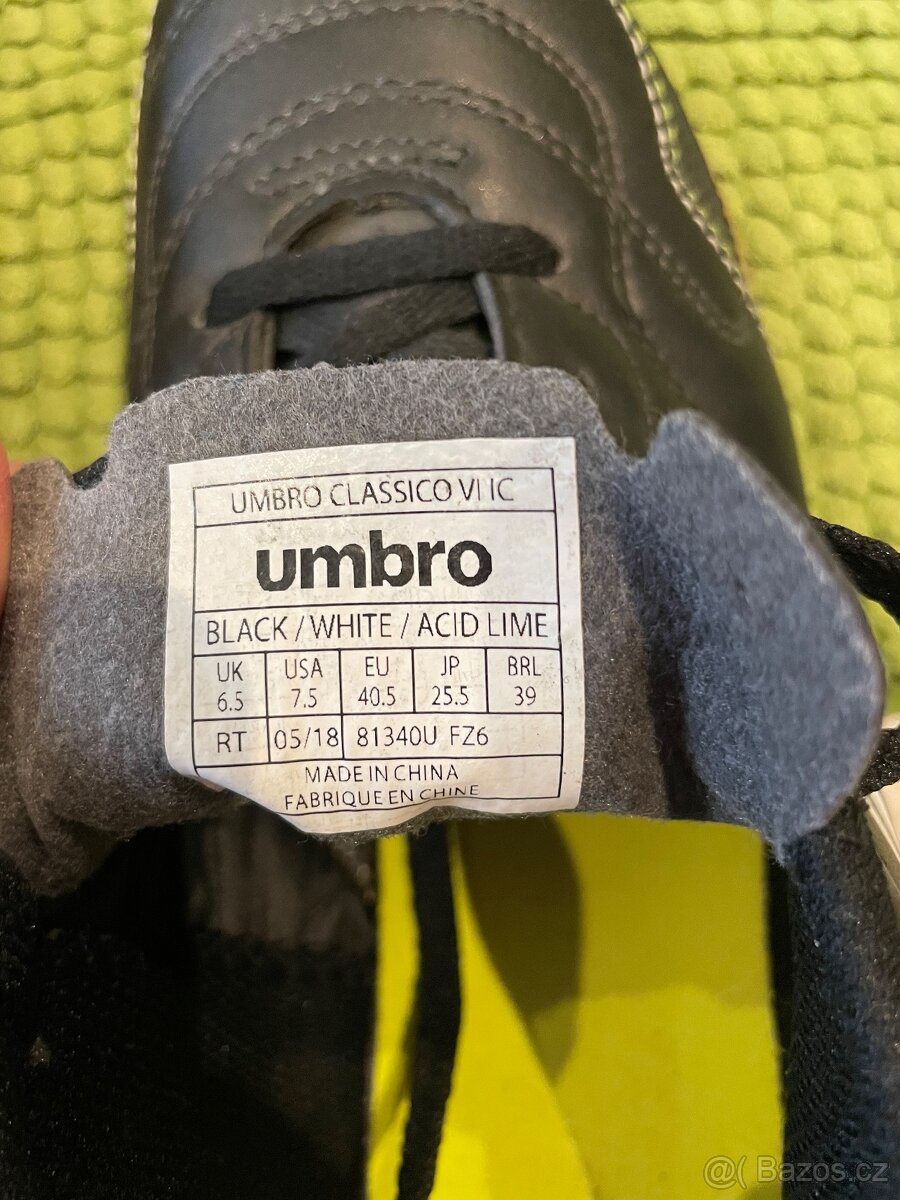 UMBRO CLASSICO VI IC
umbro
BLACK / WHITE / ACID LIME
UK USA EU JP BRL
6.5 7.5 40.5 25.5 39
RT 05/18 81340U FZ6
MADE IN CHINA
FABRIQUE EN CHINE
@( Bazos.cz